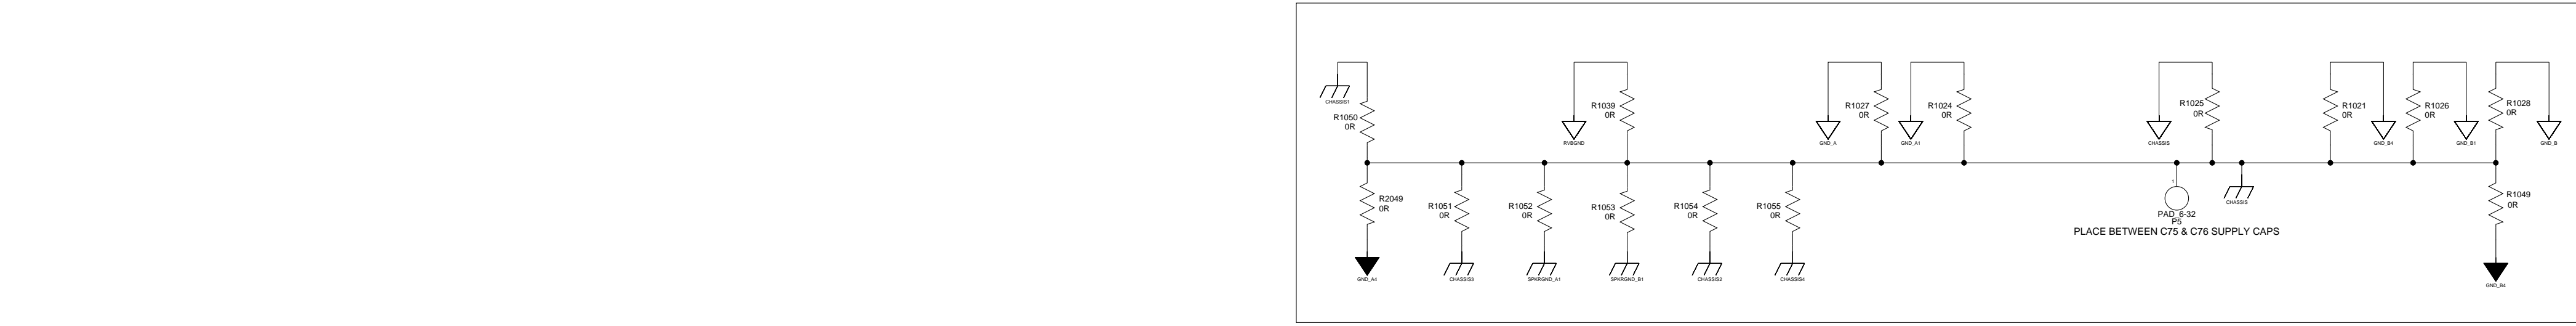 CHASSIS1
R1050
0R
R1039
0R
RVBGND
R1027
0R
GND_A
R1024
0R
GND_A1
R1025
0R
CHASSIS
R1021
0R
GND_B4
R1026
0R
GND_B1
R1028
0R
GND_B
R2049
0R
GND_A4
R1051
0R
CHASSIS3
R1052
0R
SPKRGND_A1
R1053
0R
SPKRGND_B1
R1054
0R
CHASSIS2
R1055
0R
CHASSIS4
1
PAD_6-32
P5
PLACE BETWEEN C75 & C76 SUPPLY CAPS
CHASSIS
R1049
0R
GND_B4